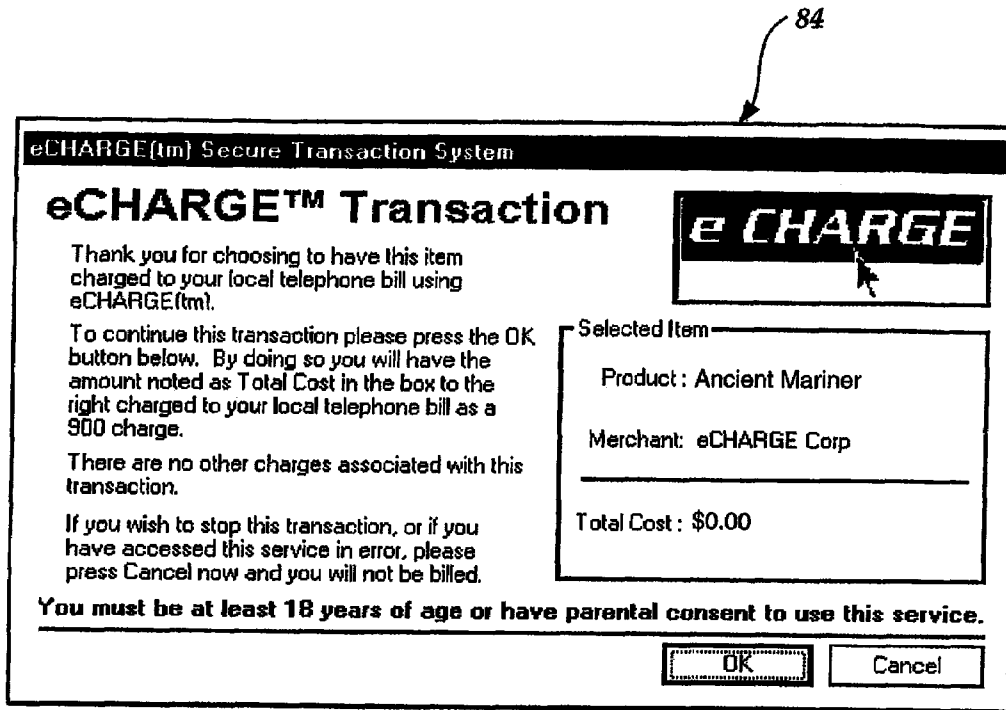 84
eCHARGE(tm) Secure Transaction System
eCHARGE™ Transaction
e CHARGE
Thank you for choosing to have this item
charged to your local telephone bill using
eCHARGE(tm).
To continue this transaction please press the OK
button below. By doing so you will have the
amount noted as Total Cost in the box to the
right charged to your local telephone bill as a
900 charge.
There are no other charges associated with this
transaction.
If you wish to stop this transaction, or if you
have accessed this service in error, please
press Cancel now and you will not be billed.
Selected Item
Product : Ancient Mariner
Merchant: eCHARGE Corp
Total Cost : $0.00
You must be at least 18 years of age or have parental consent to use this service.
OK
Cancel